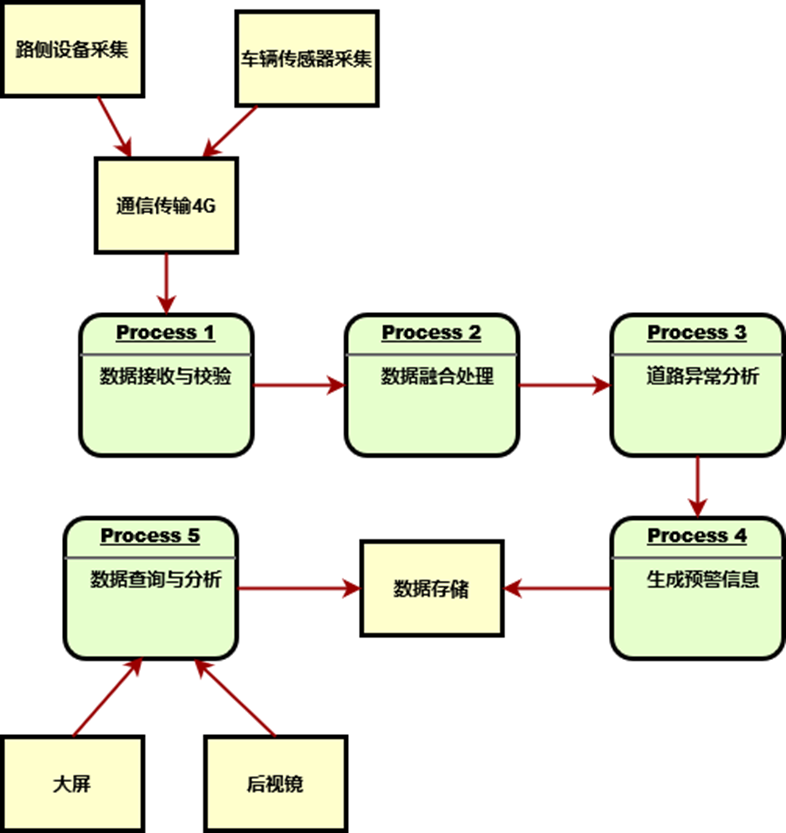 路侧设备采集
车辆传感器采集
通信传输4G
Process 1
数据接收与校验
Process 2
数据融合处理
Process 3
道路异常分析
Process 5
数据查询与分析
数据存储
Process 4
生成预警信息
大屏
后视镜